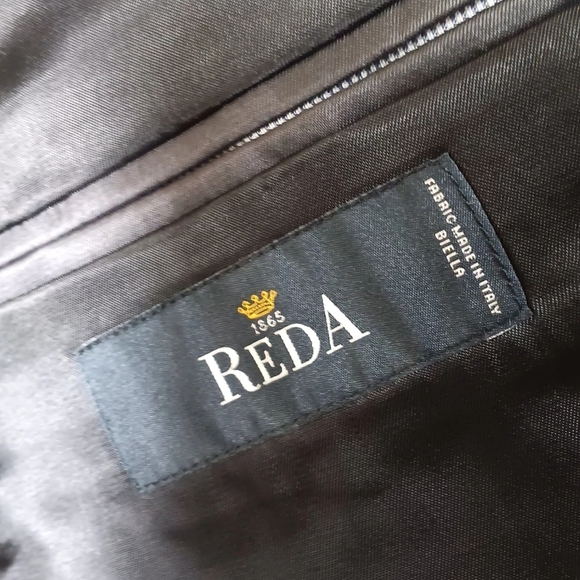 1865
REDA
FABRIC MADE IN ITALY
BIELLA